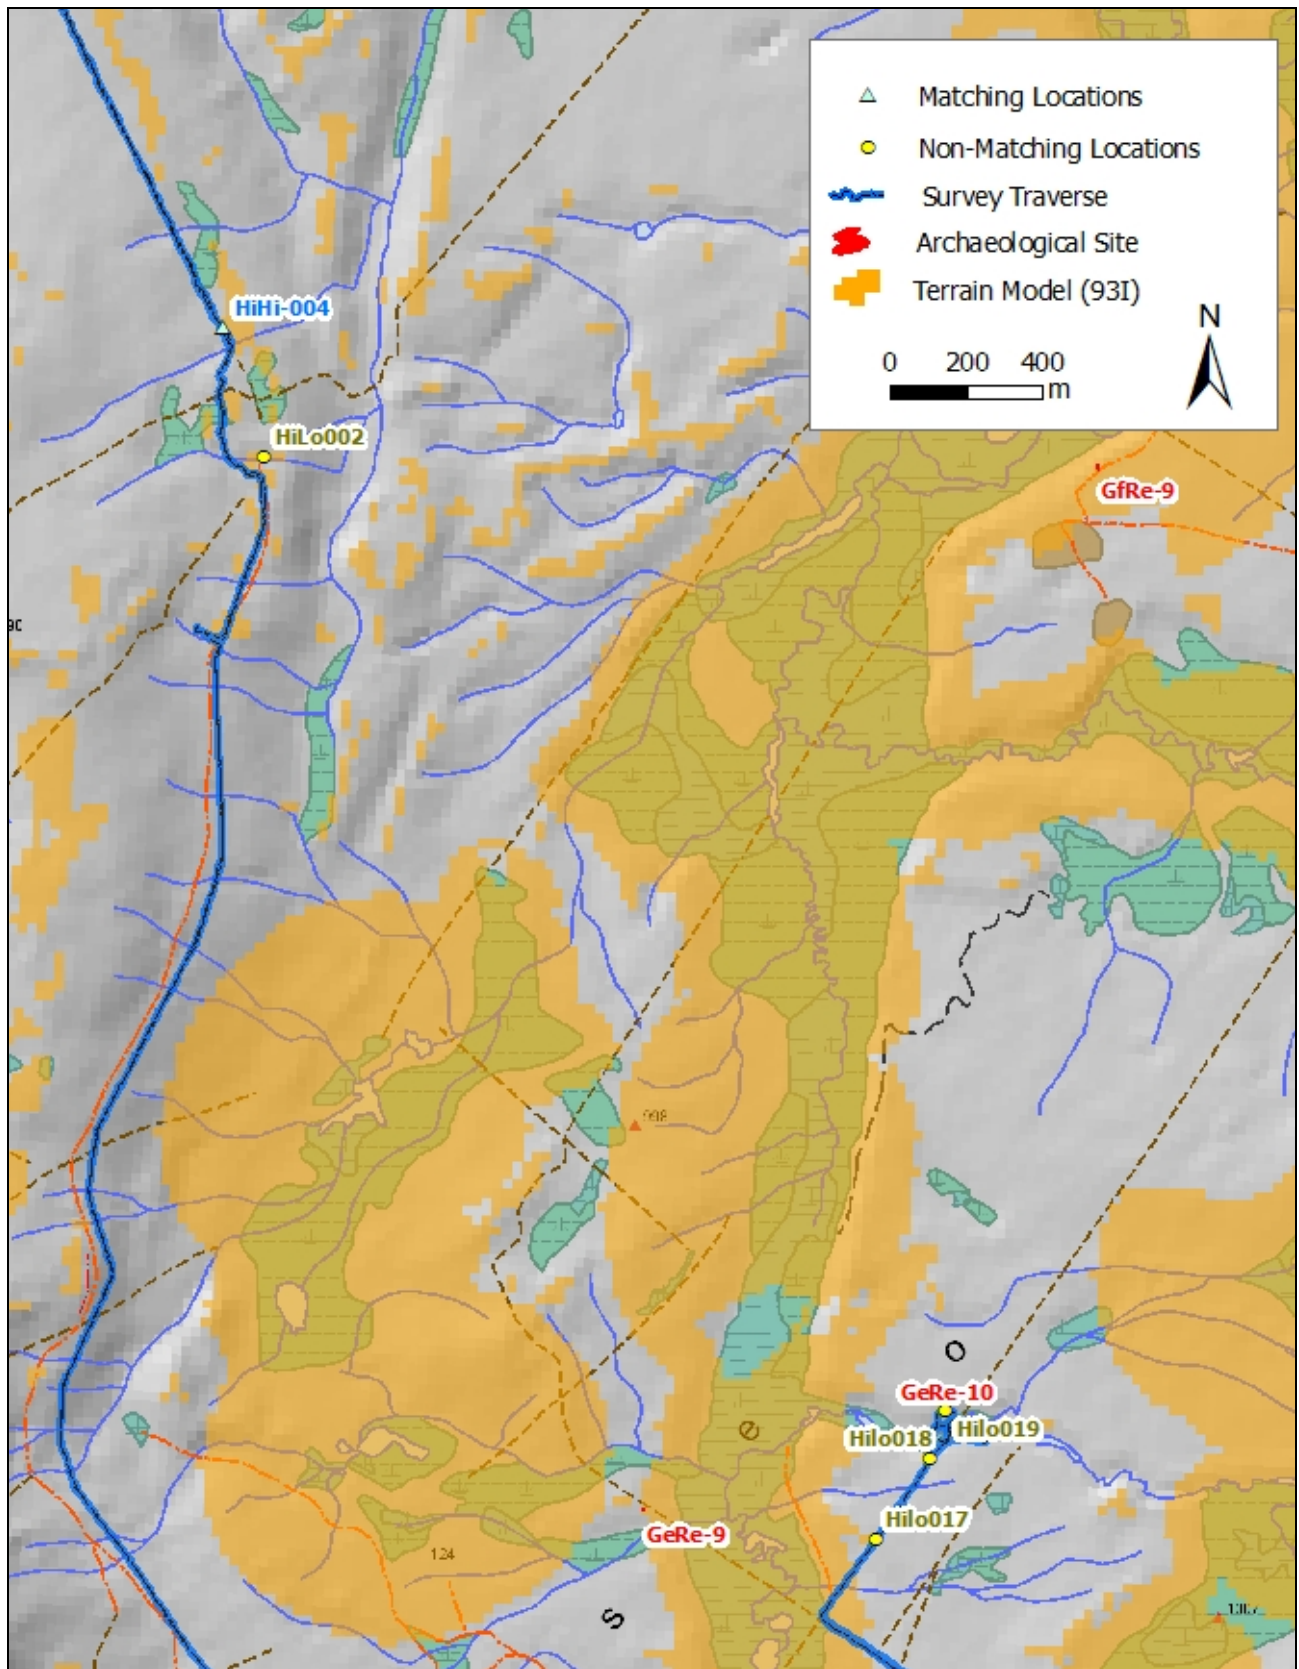 Matching Locations
Non-Matching Locations
Survey Traverse
Archaeological Site
Terrain Model (93I)
N
0 200 400
m
HiHi-004
HiLo002
GfRe-9
998
O
GeRe-10
Hilo018
Hilo019
e
Hilo017
GeRe-9
124
S